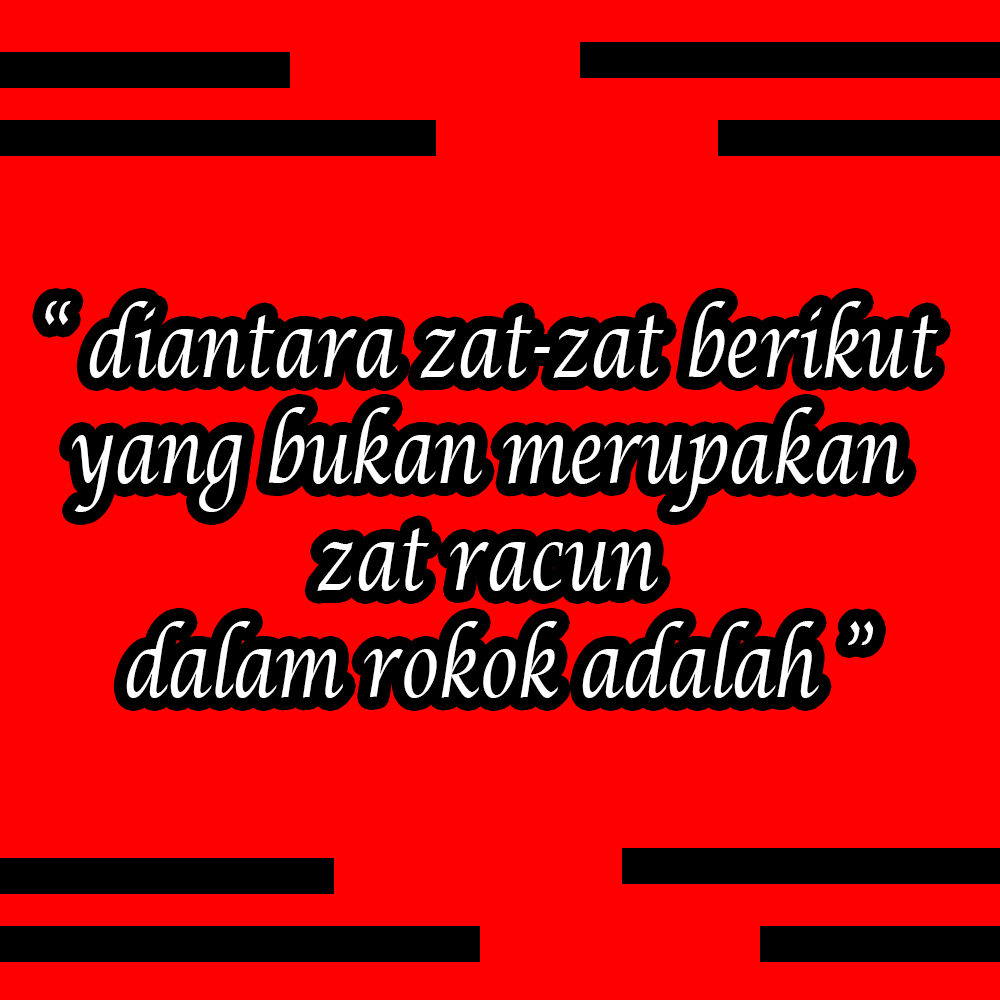 “ diantara zat-zat berikut
yang bukan merupakan
zat racun
dalam rokok adalah ”